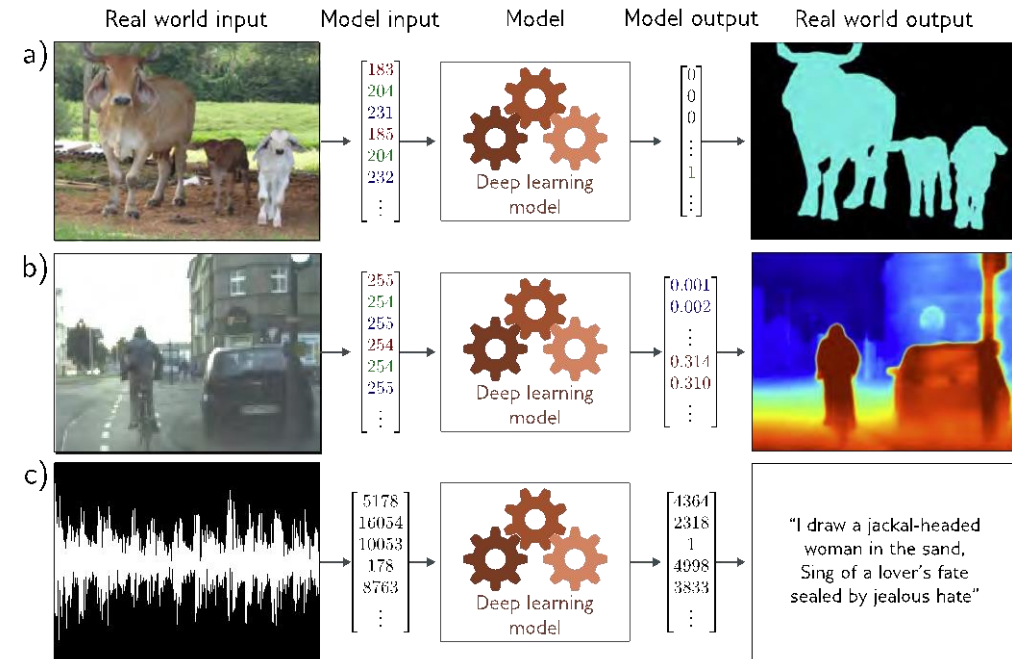 Real world input Model input Model Model output Real world output
a)
183
204
231
185
204
232
⋮
Deep learning
model
0
0
0
⋮
1
⋮
b)
255
254
255
254
254
255
⋮
Deep learning
model
0.001
0.002
⋮
0.314
0.310
⋮
c)
5178
16054
10053
178
8763
⋮
Deep learning
model
4364
2318
1
4998
3833
⋮
“I draw a jackal-headed
woman in the sand,
Sing of a lover’s fate
sealed by jealous hate”